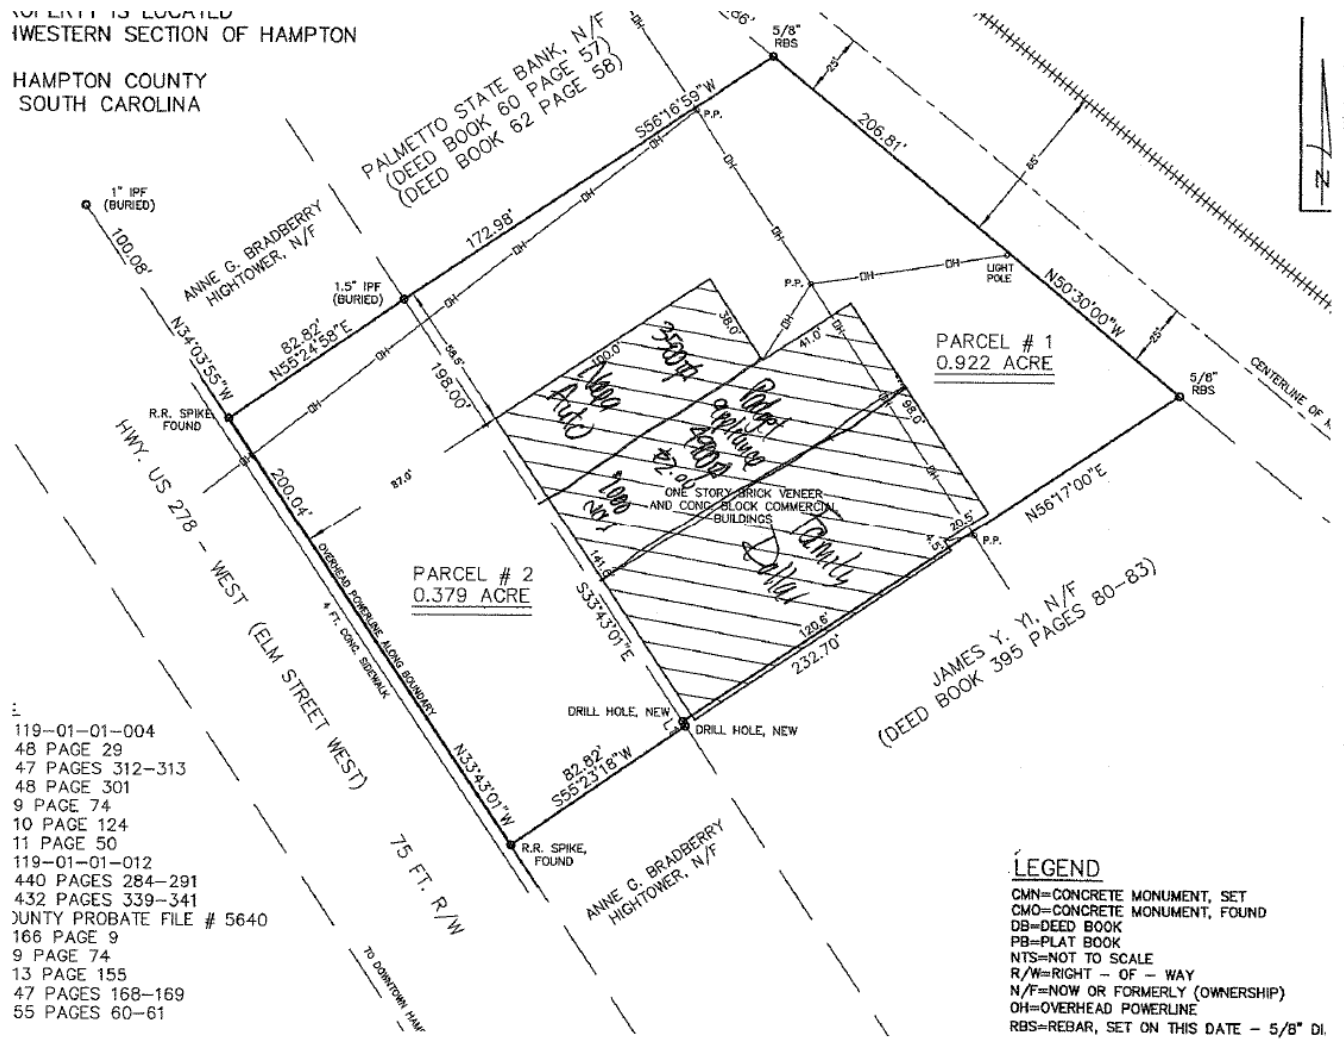 IWESTERN SECTION OF HAMPTON
HAMPTON COUNTY
SOUTH CAROLINA
PALMETTO STATE BANK, N/F
(DEED BOOK 60 PAGE 57)
(DEED BOOK 62 PAGE 58)
S56°16'59"W
5/8"
RBS
25'
206.81'
85'
P.P.
OH
1" IPF
(BURIED)
100.08'
ANNE G. BRADBERRY
HIGHTOWER, N/F
172.98'
1.5" IPF
(BURIED)
N34°03'55"W
82.82'
N55°24'58"E
58.5'
198.00'
P.P.
LIGHT
POLE
N50°30'00"W
25'
38.0'
41.0'
100.0'
PARCEL # 1
0.922 ACRE
CENTERLINE OF
5/8"
RBS
R.R. SPIKE,
FOUND
HWY. US 278 - WEST (ELM STREET WEST)
75 FT. R/W
200.04'
87.0'
Auto
98.0'
ONE STORY BRICK VENEER
AND CONC. BLOCK COMMERCIAL
BUILDINGS
Family
Dollar
N56°17'00"E
20.5'
4.5'
P.P.
OVERHEAD POWERLINE ALONG BOUNDARY
4 FT. CONC. SIDEWALK
PARCEL # 2
0.379 ACRE
S33°43'01"E
120.6'
232.70'
JAMES Y. YI, N/F
(DEED BOOK 395 PAGES 80-83)
DRILL HOLE, NEW
DRILL HOLE, NEW
N33°43'01"W
82.82'
S55°23'18"W
R.R. SPIKE,
FOUND
ANNE G. BRADBERRY
HIGHTOWER, N/F
TO DOWNTOWN
119-01-01-004
48 PAGE 29
47 PAGES 312-313
48 PAGE 301
9 PAGE 74
10 PAGE 124
11 PAGE 50
119-01-01-012
440 PAGES 284-291
432 PAGES 339-341
OUNTY PROBATE FILE # 5640
166 PAGE 9
9 PAGE 74
13 PAGE 155
47 PAGES 168-169
55 PAGES 60-61
LEGEND
CMN=CONCRETE MONUMENT, SET
CMO=CONCRETE MONUMENT, FOUND
DB=DEED BOOK
PB=PLAT BOOK
NTS=NOT TO SCALE
R/W=RIGHT - OF - WAY
N/F=NOW OR FORMERLY (OWNERSHIP)
OH=OVERHEAD POWERLINE
RBS=REBAR, SET ON THIS DATE - 5/8" DI